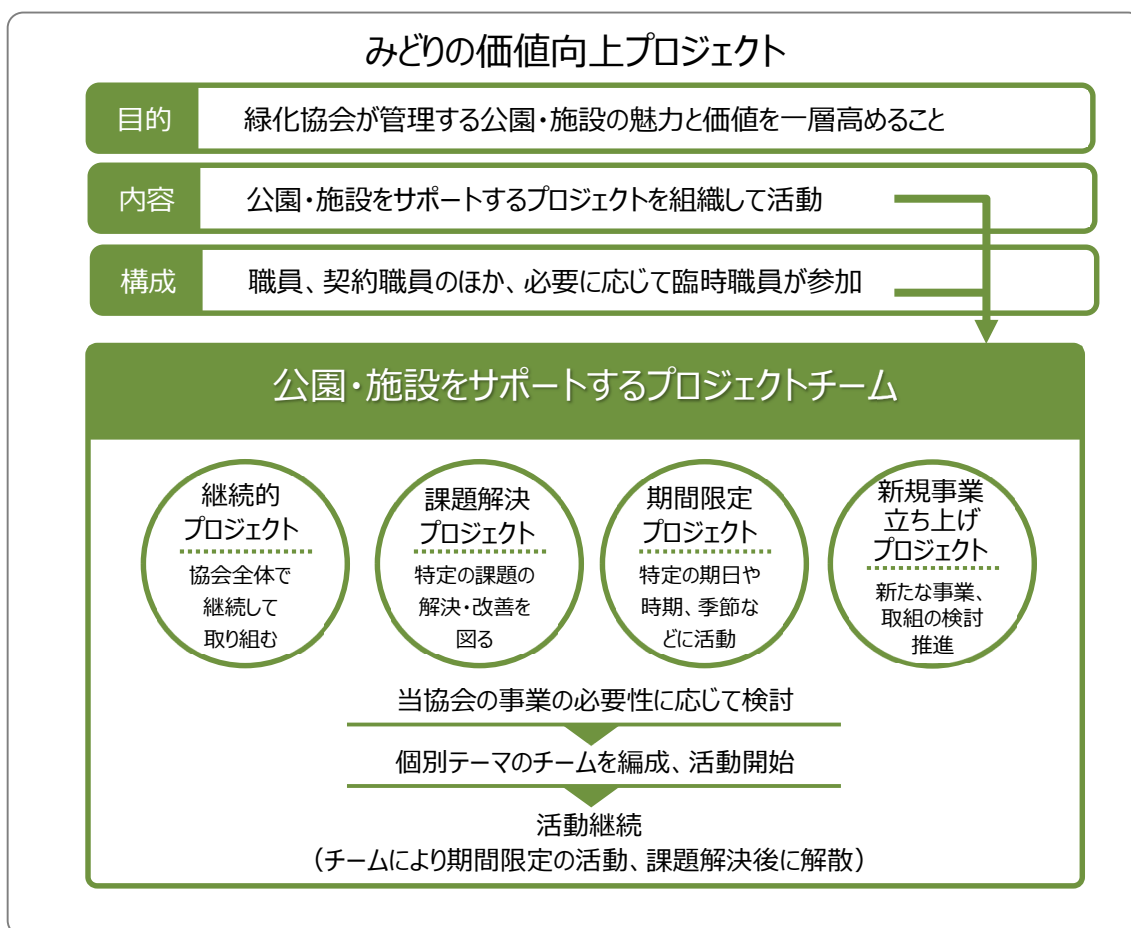 みどりの価値向上プロジェクト
目的
緑化協会が管理する公園・施設の魅力と価値を一層高めること
内容
公園・施設をサポートするプロジェクトを組織して活動
構成
職員、契約職員のほか、必要に応じて臨時職員が参加
公園・施設をサポートするプロジェクトチーム
継続的
プロジェクト
協会全体で
継続して
取り組む
課題解決
プロジェクト
特定の課題の
解決・改善を
図る
期間限定
プロジェクト
特定の期日や
時期、季節な
どに活動
新規事業
立ち上げ
プロジェクト
新たな事業、
取組の検討
推進
当協会の事業の必要性に応じて検討
個別テーマのチームを編成、活動開始
活動継続
（チームにより期間限定の活動、課題解決後に解散）